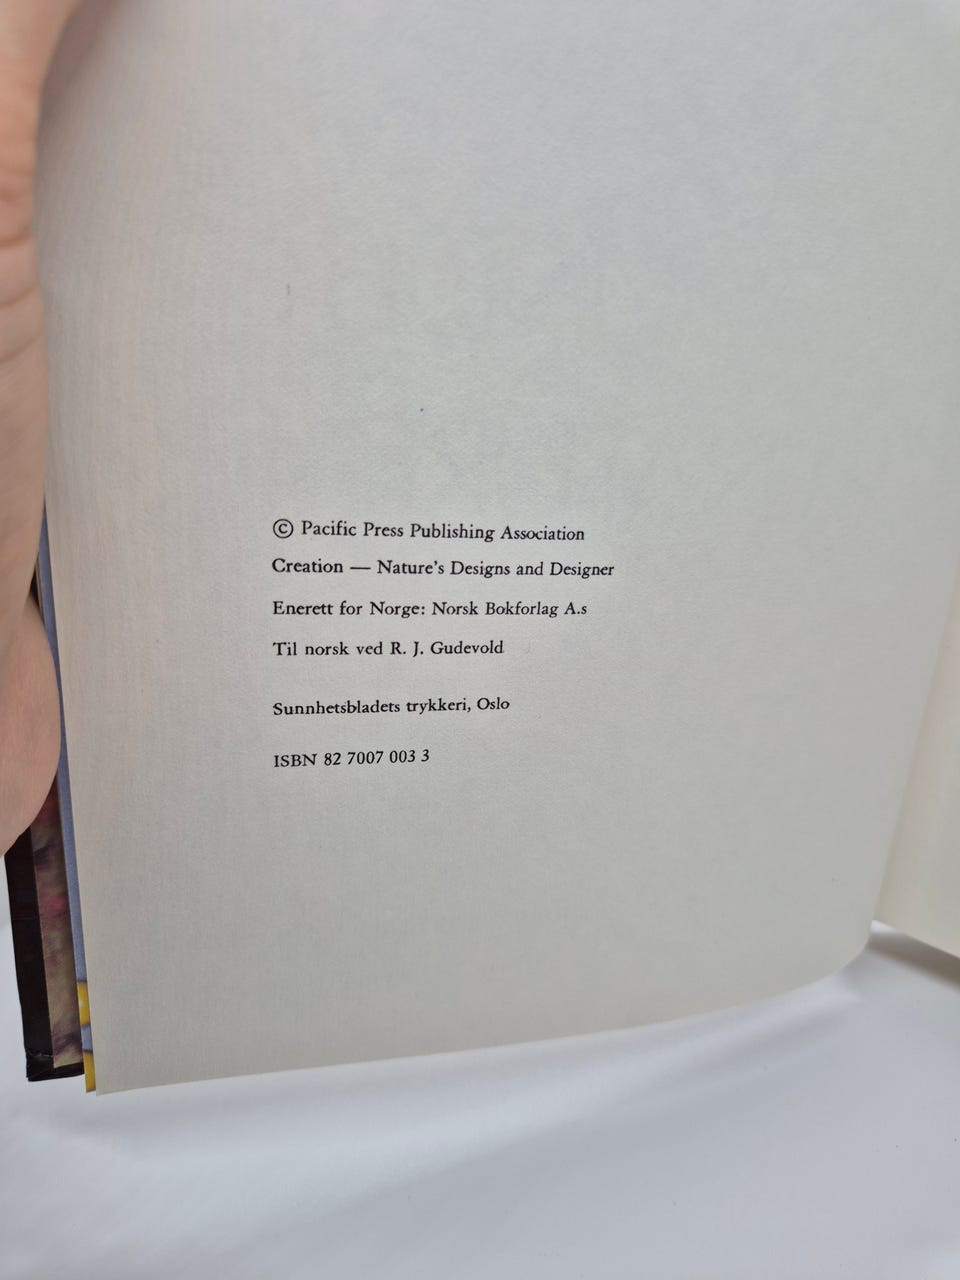 © Pacific Press Publishing Association
Creation — Nature's Designs and Designer
Enerett for Norge: Norsk Bokforlag A.s
Til norsk ved R. J. Gudevold
Sunnhetsbladets trykkeri, Oslo
ISBN 82 7007 003 3